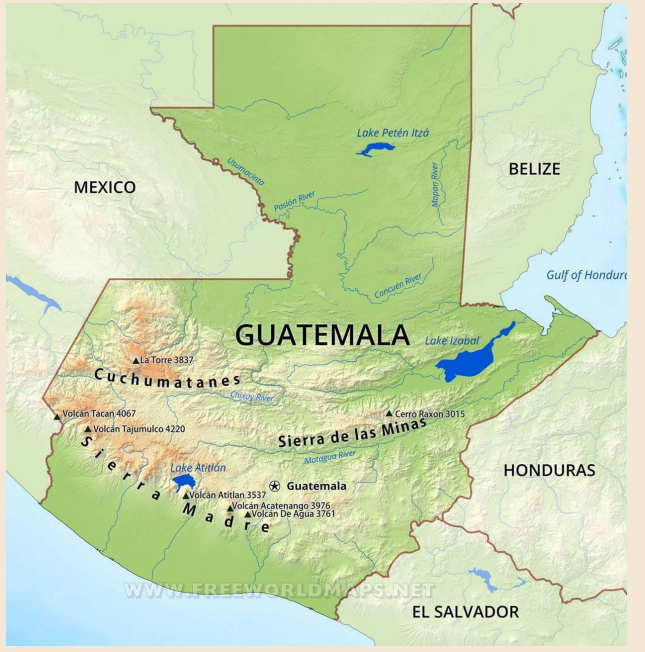 Lake Petén Itzá
BELIZE
Usumacinta
Mopan River
MEXICO
Pasión River
Gulf of Hondura
Cancuén River
GUATEMALA
Lake Izabal
La Torre 3837
Cuchumatanes
Chixoy River
Volcán Tacan 4067
Cerro Raxon 3015
Volcán Tajumulco 4220
Sierra de las Minas
Motagua River
Sierra Madre
Lake Atitlán
HONDURAS
Guatemala
Volcán Atitlan 3537
Volcán Acatenango 3976
Volcán De Agua 3761
WWW.FREEWORLDMAPS.NET
EL SALVADOR